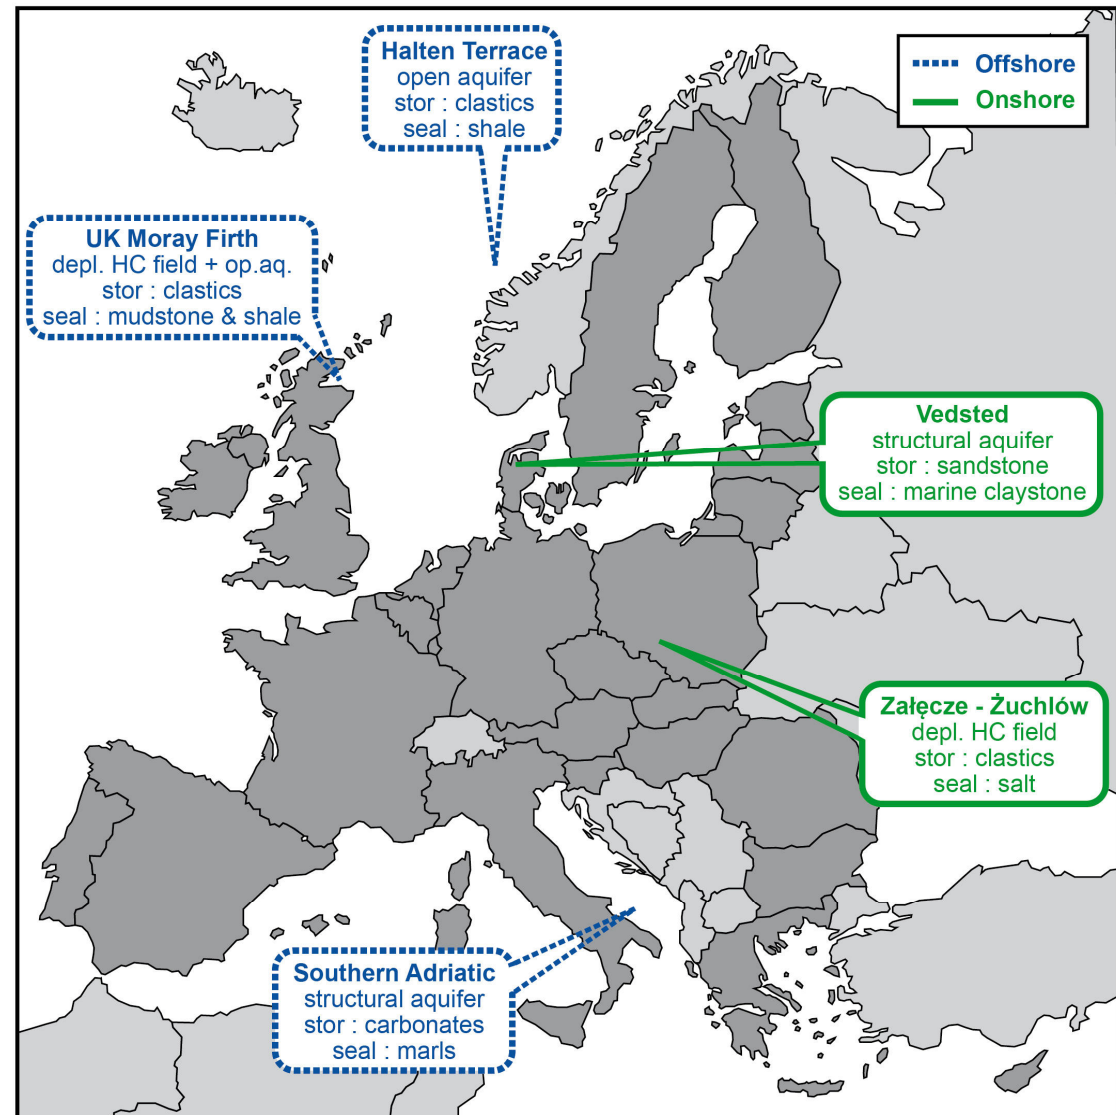 Halten Terrace
open aquifer
stor : clastics
seal : shale
Offshore
Onshore
UK Moray Firth
depl. HC field + op.aq.
stor : clastics
seal : mudstone & shale
Vedsted
structural aquifer
stor : sandstone
seal : marine claystone
Załęcze - Żuchlów
depl. HC field
stor : clastics
seal : salt
Southern Adriatic
structural aquifer
stor : carbonates
seal : marls